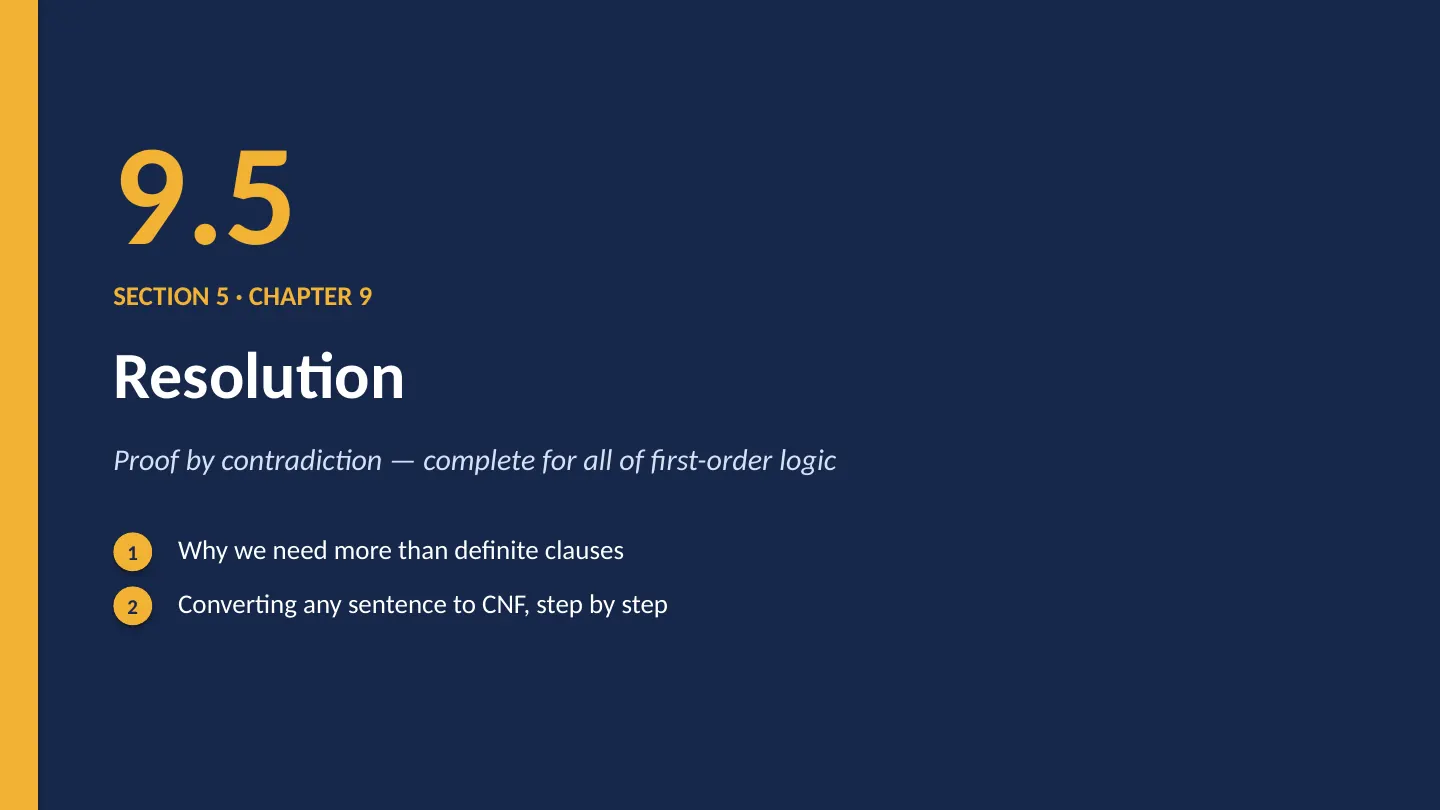 9.5
SECTION 5 · CHAPTER 9
Resolution
Proof by contradiction — complete for all of first-order logic
1 Why we need more than definite clauses
2 Converting any sentence to CNF, step by step